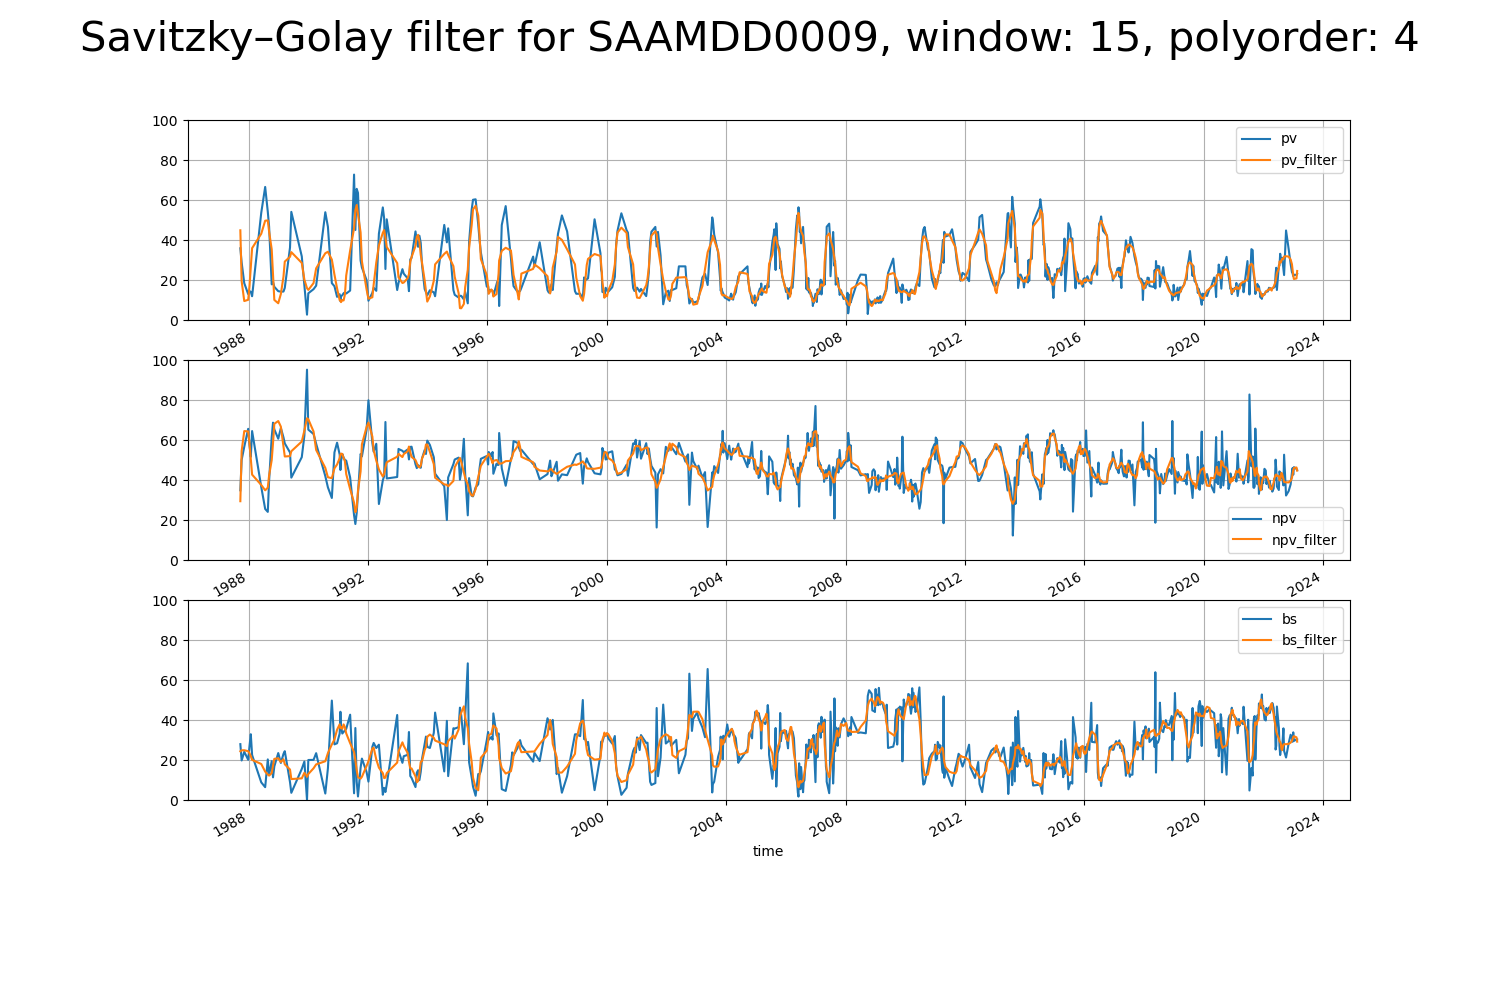 Savitzky–Golay filter for SAAMDD0009, window: 15, polyorder: 4
100
80
60
40
20
0
pv
pv_filter
1988 1992 1996 2000 2004 2008 2012 2016 2020 2024
100
80
60
40
20
0
npv
npv_filter
1988 1992 1996 2000 2004 2008 2012 2016 2020 2024
100
80
60
40
20
0
bs
bs_filter
1988 1992 1996 2000 2004 2008 2012 2016 2020 2024
time